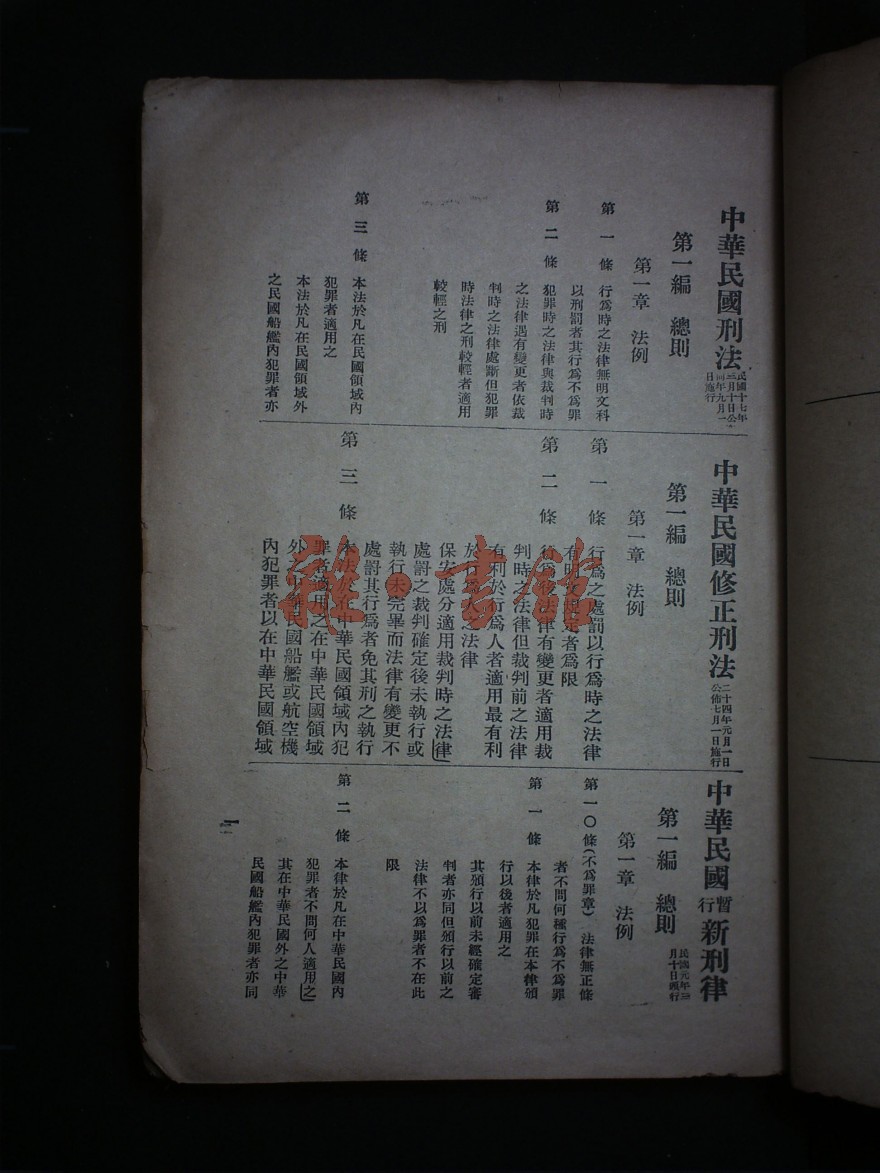 中華民國刑法
民國十七年
三月十日公
年九月一
日施行
第一編 總則
第一章 法例
第一條 行爲時之法律無明文科
以刑罰者其行爲不爲罪
第二條 犯罪時之法律與裁判時
之法律遇有變更者依裁
判時之法律處斷但犯罪
時法律之刑較輕者適用
較輕之刑
第三條 本法於凡在民國領域內
犯罪者適用之
本法於凡在民國領域外
之民國船艦內犯罪者亦
中華民國修正刑法
二十四年元月一日
公佈七月一日施行
第一編 總則
第一章 法例
第一條 行爲之處罰以行爲時之法律
有明文規定者爲限
第二條 行爲後法律有變更者適用裁
判時之法律但裁判前之法律
有利於行爲人者適用最有利
於行爲人之法律
保安處分適用裁判時之法律
處罰之裁判確定後未執行或
執行未完畢而法律有變更不
處罰其行爲者免其刑之執行
第三條 本法於在中華民國領域內犯
罪者適用之在中華民國領域
外中華民國船艦或航空機
內犯罪者以在中華民國領域
中華民國暫行新刑律
民國元年三
月十日頒行
第一編 總則
第一章 法例
第一〇條(不爲罪章) 法律無正條
者不問何種行爲不爲罪
第一條 本律於凡犯罪在本律頒
行以後者適用之
其頒行以前未經確定審
判者亦同但頒行以前之
法律不以爲罪者不在此
限
第二條 本律於凡在中華民國內
犯罪者不問何人適用之
其在中華民國外之中華
民國船艦內犯罪者亦同
一
雜·書館